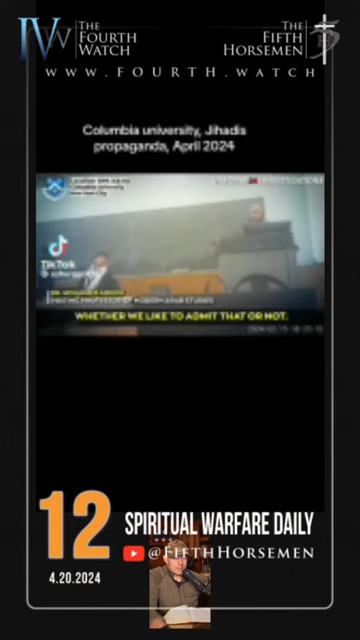 IVW
THE
FOURTH
WATCH
THE
FIFTH
HORSEMEN
WWW.FOURTH.WATCH
Columbia university, Jihadis
propaganda, April 2024
TikTok
WHETHER WE LIKE TO ADMIT THAT OR NOT.
12
SPIRITUAL WARFARE DAILY
@FIFTHHORSEMEN
4.20.2024